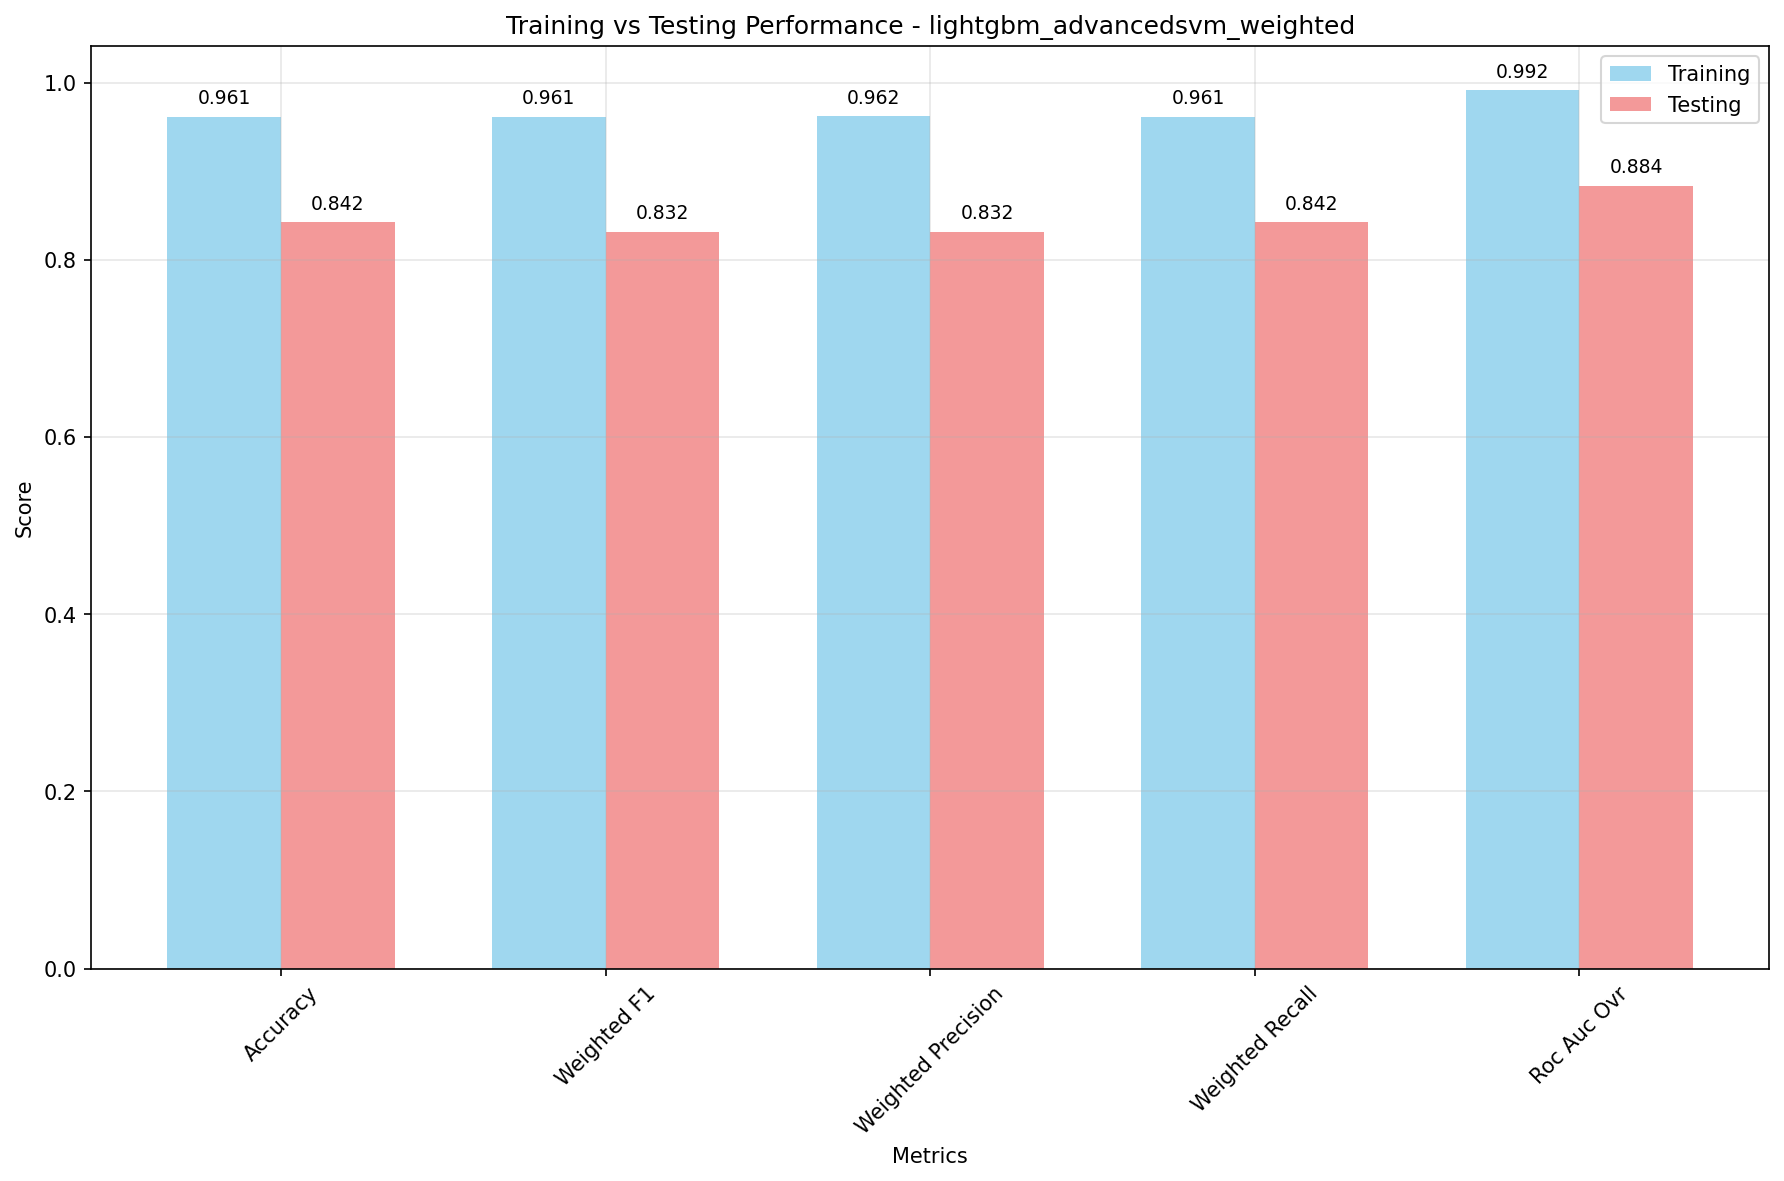 Training vs Testing Performance - lightgbm_advancedsvm_weighted
Training
Testing
Score
1.0
0.8
0.6
0.4
0.2
0.0
0.961
0.842
0.961
0.832
0.962
0.832
0.961
0.842
0.992
0.884
Accuracy
Weighted F1
Weighted Precision
Weighted Recall
Roc Auc Ovr
Metrics